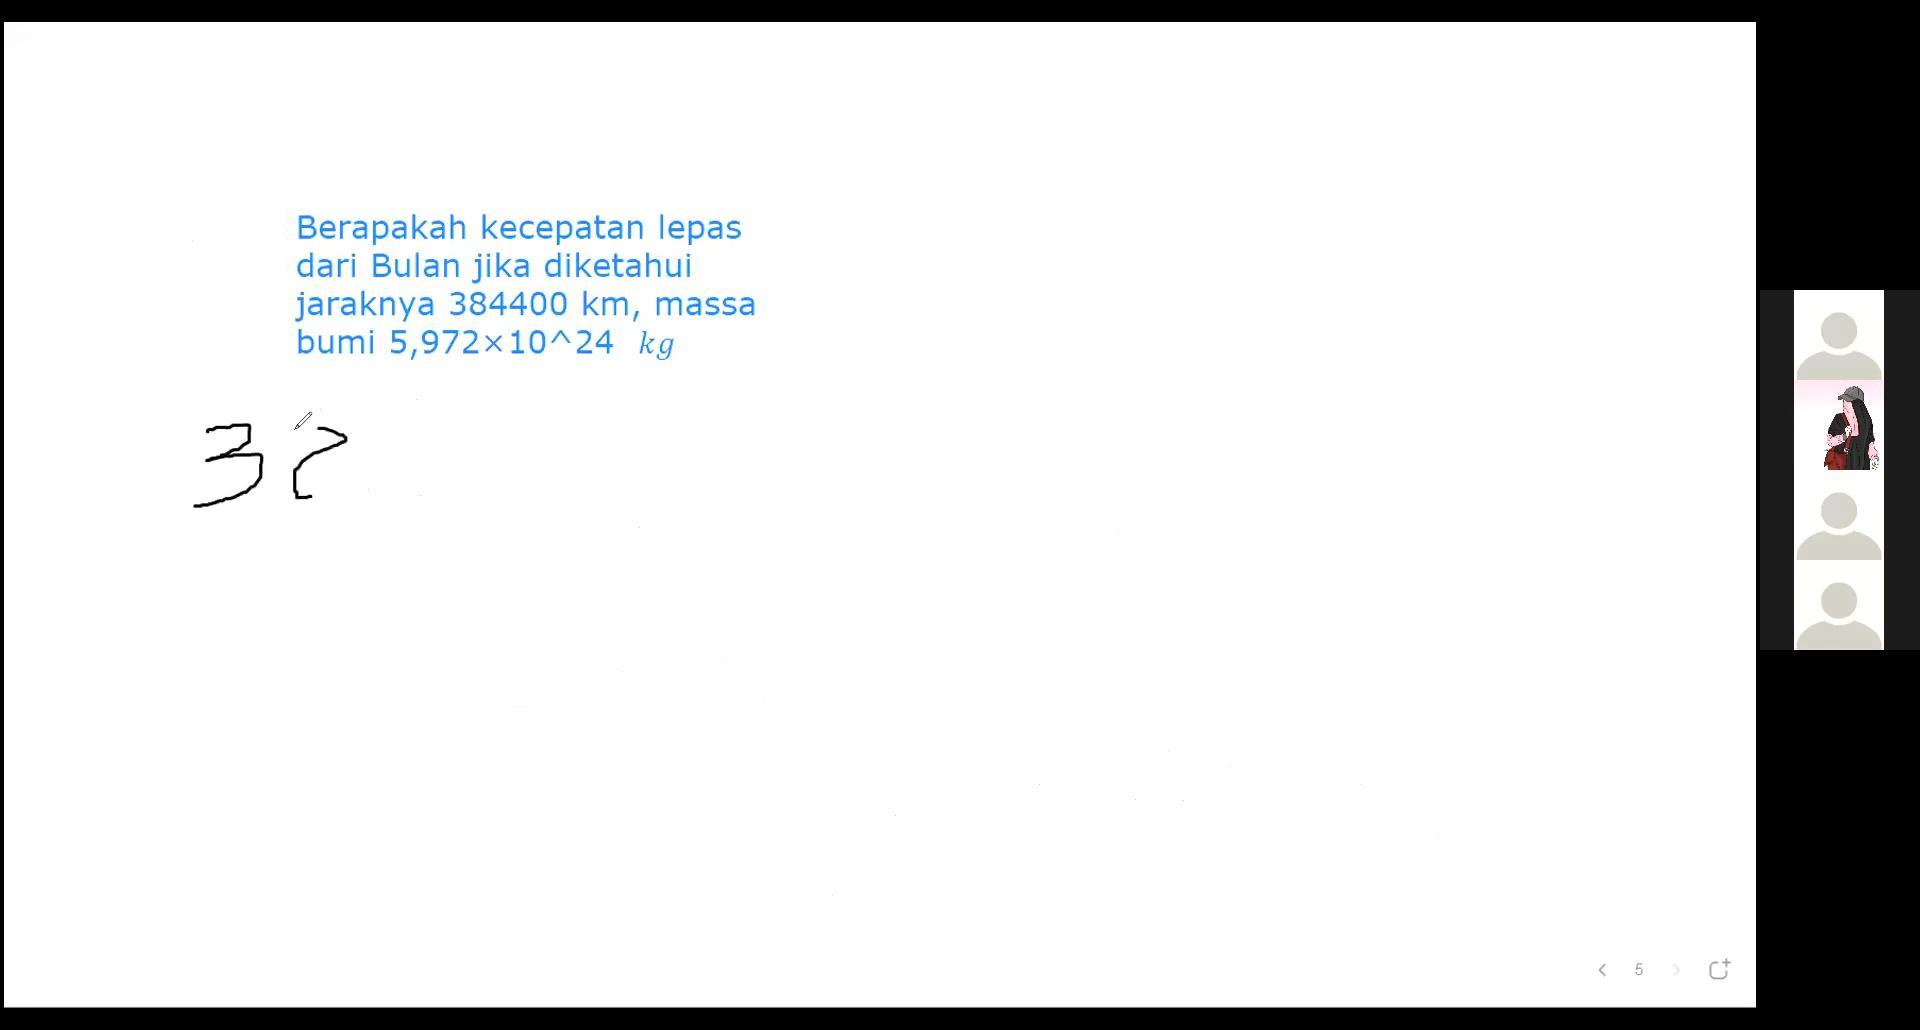 Berapakah kecepatan lepas
dari Bulan jika diketahui
jaraknya 384400 km, massa
bumi 5,972×10^24 kg
3
5